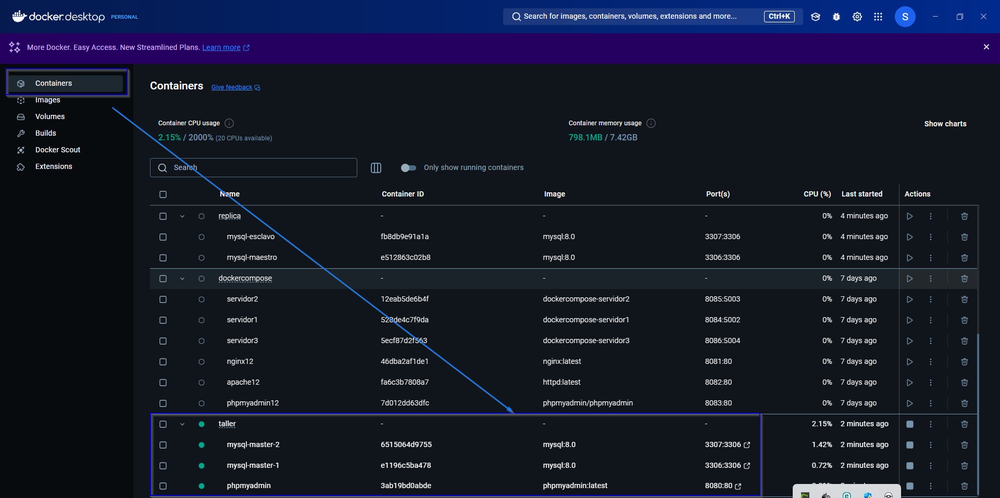 docker desktop PERSONAL
Search for images, containers, volumes, extensions and more... Ctrl+K
S
More Docker. Easy Access. New Streamlined Plans. Learn more
Containers
Images
Volumes
Builds
Docker Scout
Extensions
Containers Give feedback
Container CPU usage
2.15% / 2000% (20 CPUs available)
Container memory usage
798.1MB / 7.42GB
Show charts
Search
Only show running containers
Name Container ID Image Port(s) CPU (%) Last started Actions
replica - - - 0% 4 minutes ago
mysql-esclavo fb8db9e91a1a mysql:8.0 3307:3306 0% 4 minutes ago
mysql-maestro e512863c02b8 mysql:8.0 3306:3306 0% 4 minutes ago
dockercompose - - - 0% 7 days ago
servidor2 12eab5de6b4f dockercompose-servidor2 8085:5003 0% 7 days ago
servidor1 528de4c7f9da dockercompose-servidor1 8084:5002 0% 7 days ago
servidor3 5ecf87d2f563 dockercompose-servidor3 8086:5004 0% 7 days ago
nginx12 46dba2af1de1 nginx:latest 8081:80 0% 7 days ago
apache12 fa6c3b7808a7 httpd:latest 8082:80 0% 7 days ago
phpmyadmin12 7d012dd63dfc phpmyadmin/phpmyadmin 8083:80 0% 7 days ago
taller - - - 2.15% 2 minutes ago
mysql-master-2 6515064d9755 mysql:8.0 3307:3306 1.42% 2 minutes ago
mysql-master-1 e1196c5ba478 mysql:8.0 3306:3306 0.72% 2 minutes ago
phpmyadmin 3ab19bd0abde phpmyadmin:latest 8080:80